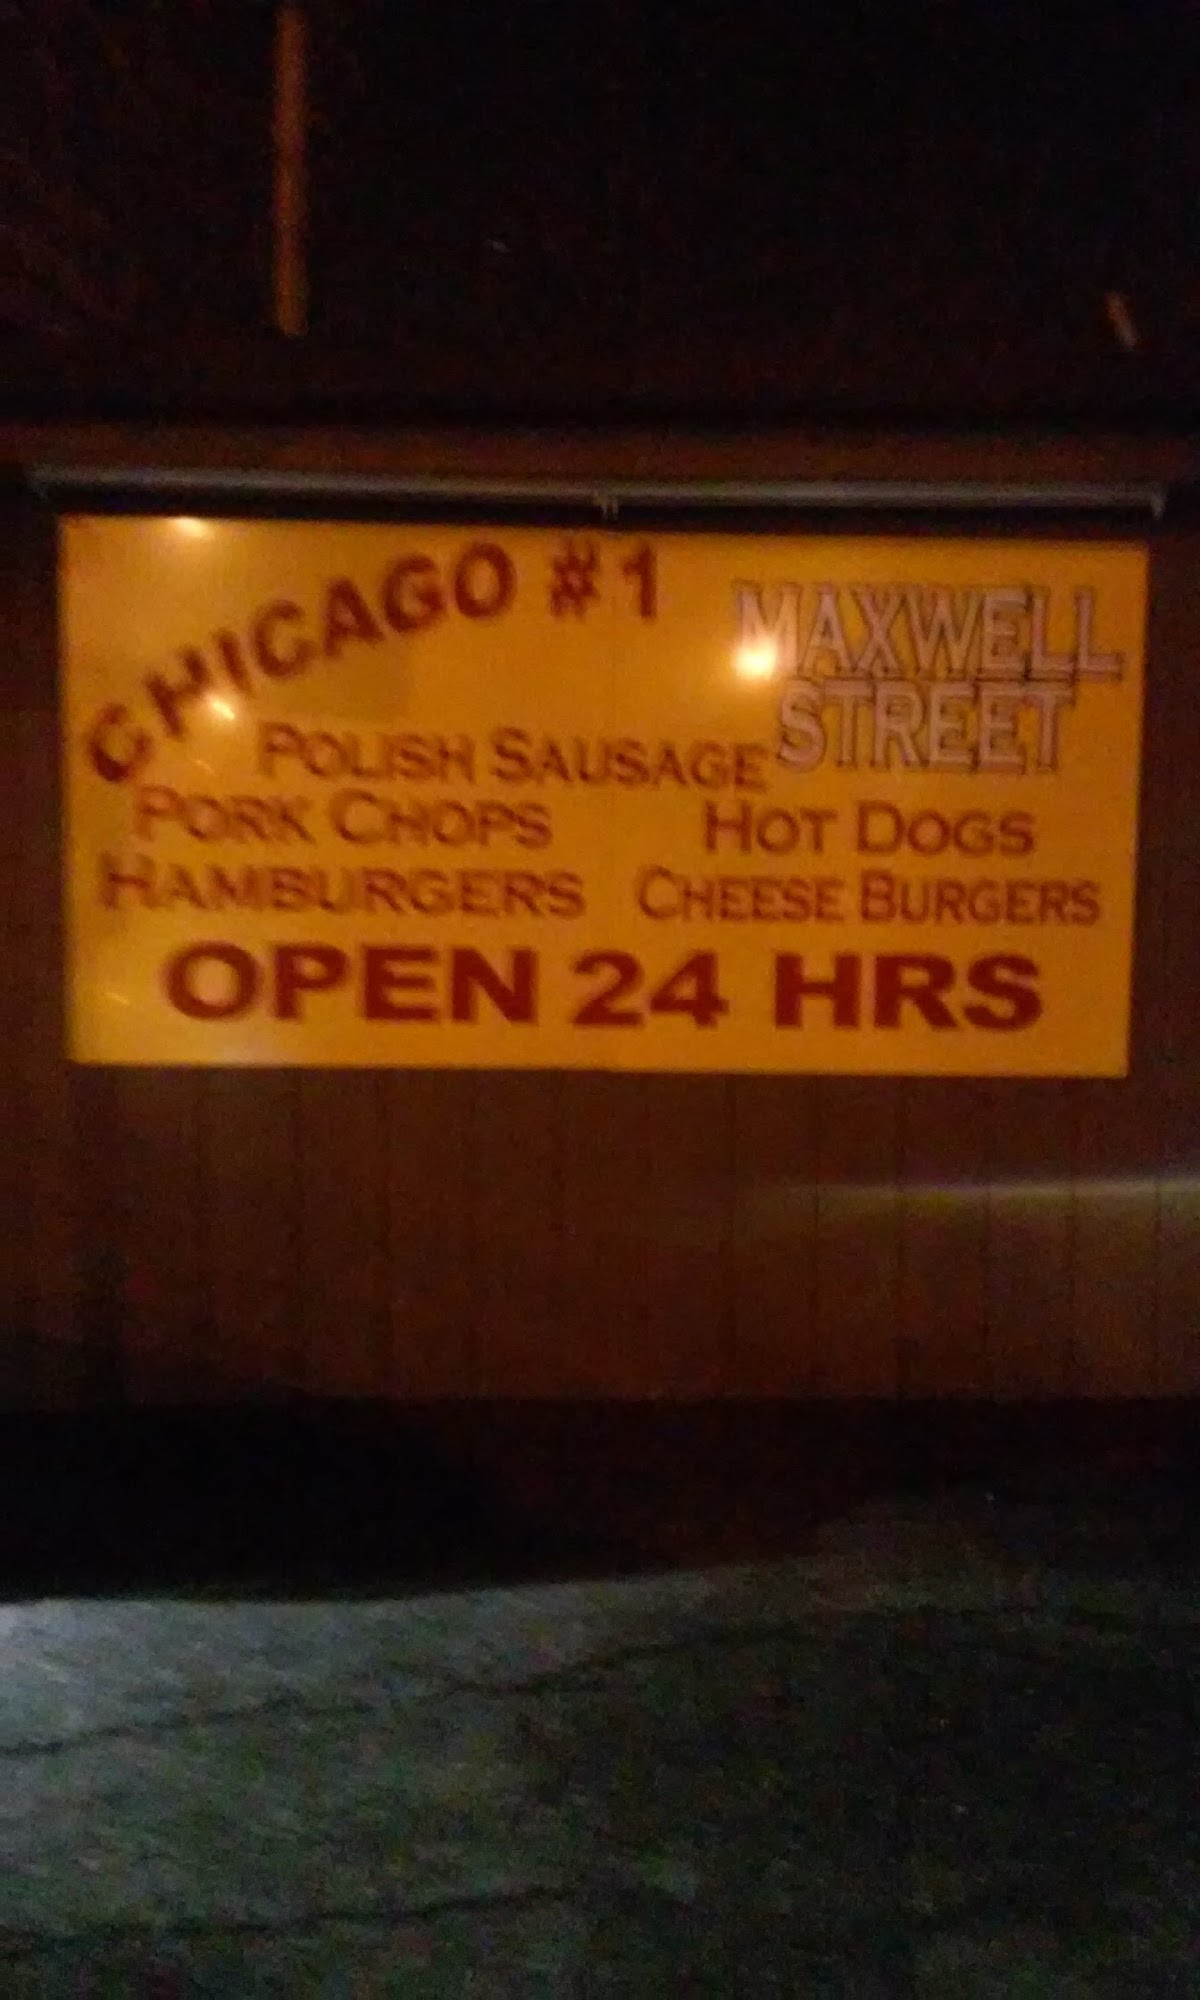 CHICAGO #1
MAXWELL
STREET
POLISH SAUSAGE
PORK CHOPS
HOT DOGS
HAMBURGERS
CHEESE BURGERS
OPEN 24 HRS